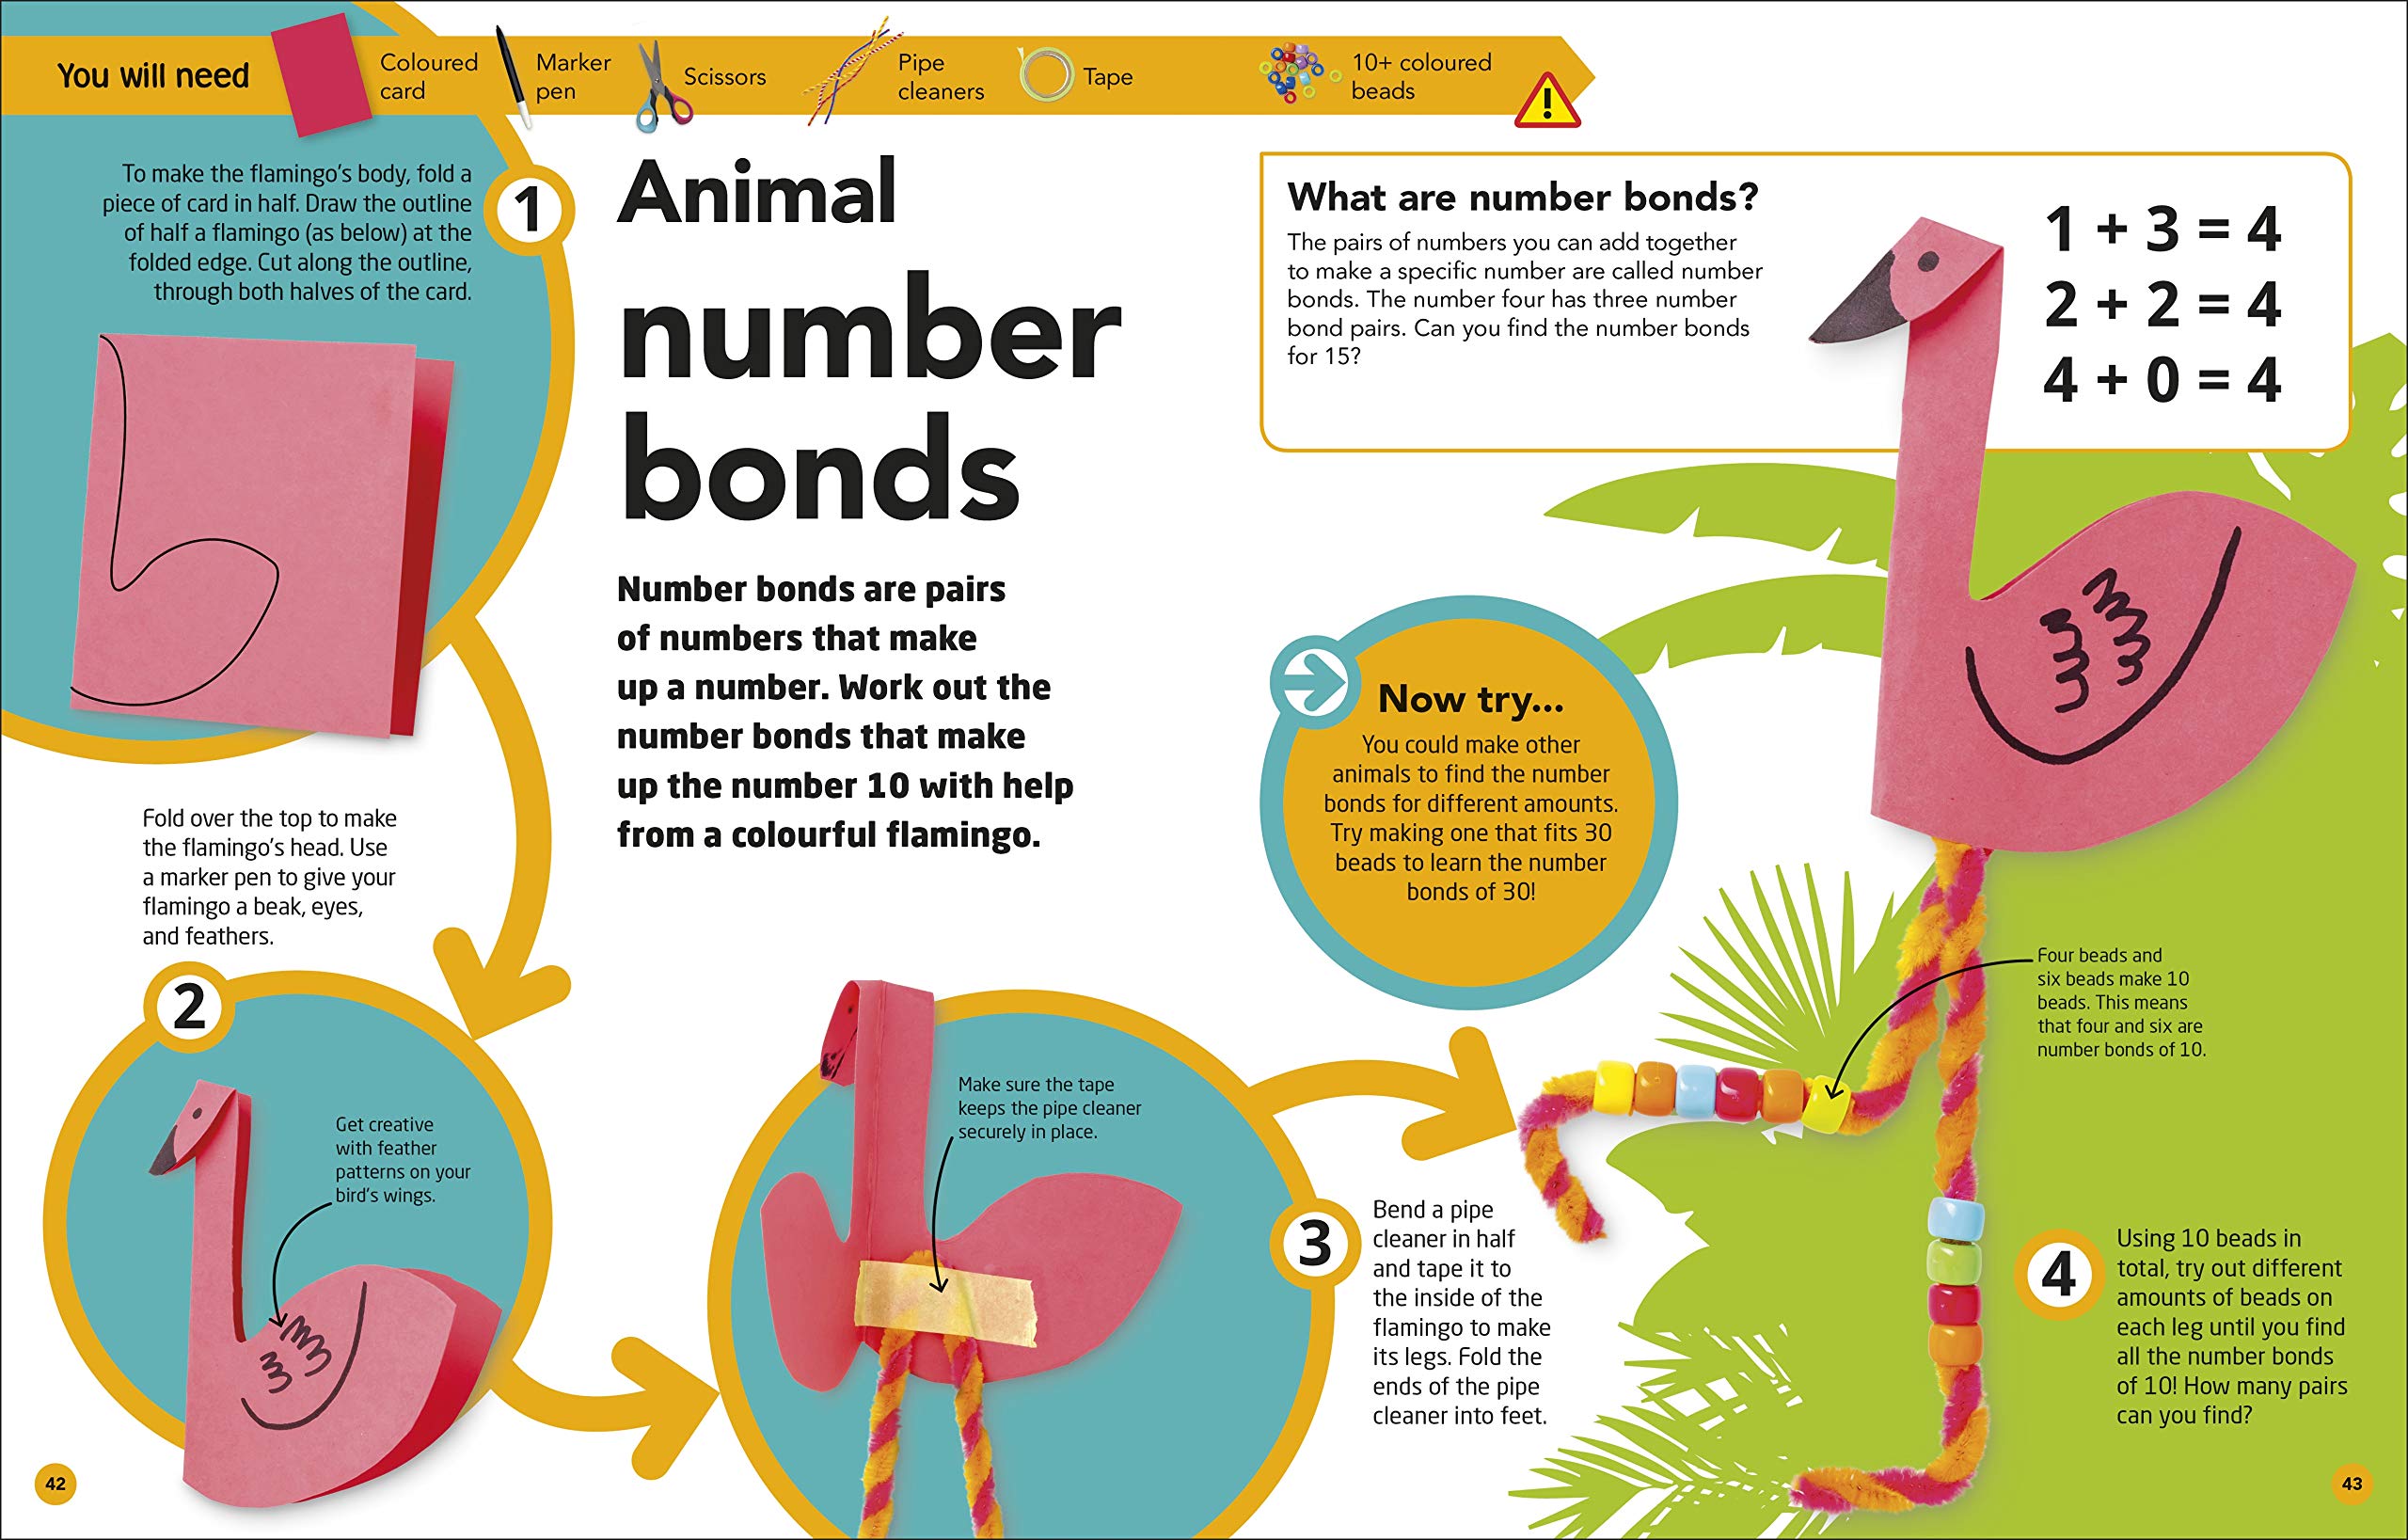 You will need
Coloured
card
Marker
pen
Scissors
Pipe
cleaners
Tape
10+ coloured
beads
To make the flamingo's body, fold a
piece of card in half. Draw the outline
of half a flamingo (as below) at the
folded edge. Cut along the outline,
through both halves of the card.
1
Animal
number
bonds
Number bonds are pairs
of numbers that make
up a number. Work out the
number bonds that make
up the number 10 with help
from a colourful flamingo.
Fold over the top to make
the flamingo's head. Use
a marker pen to give your
flamingo a beak, eyes,
and feathers.
2
Get creative
with feather
patterns on your
bird's wings.
Make sure the tape
keeps the pipe cleaner
securely in place.
3
Bend a pipe
cleaner in half
and tape it to
the inside of the
flamingo to make
its legs. Fold the
ends of the pipe
cleaner into feet.
42
What are number bonds?
The pairs of numbers you can add together
to make a specific number are called number
bonds. The number four has three number
bond pairs. Can you find the number bonds
for 15?
1 + 3 = 4
2 + 2 = 4
4 + 0 = 4
Now try...
You could make other
animals to find the number
bonds for different amounts.
Try making one that fits 30
beads to learn the number
bonds of 30!
Four beads and
six beads make 10
beads. This means
that four and six are
number bonds of 10.
4
Using 10 beads in
total, try out different
amounts of beads on
each leg until you find
all the number bonds
of 10! How many pairs
can you find?
43